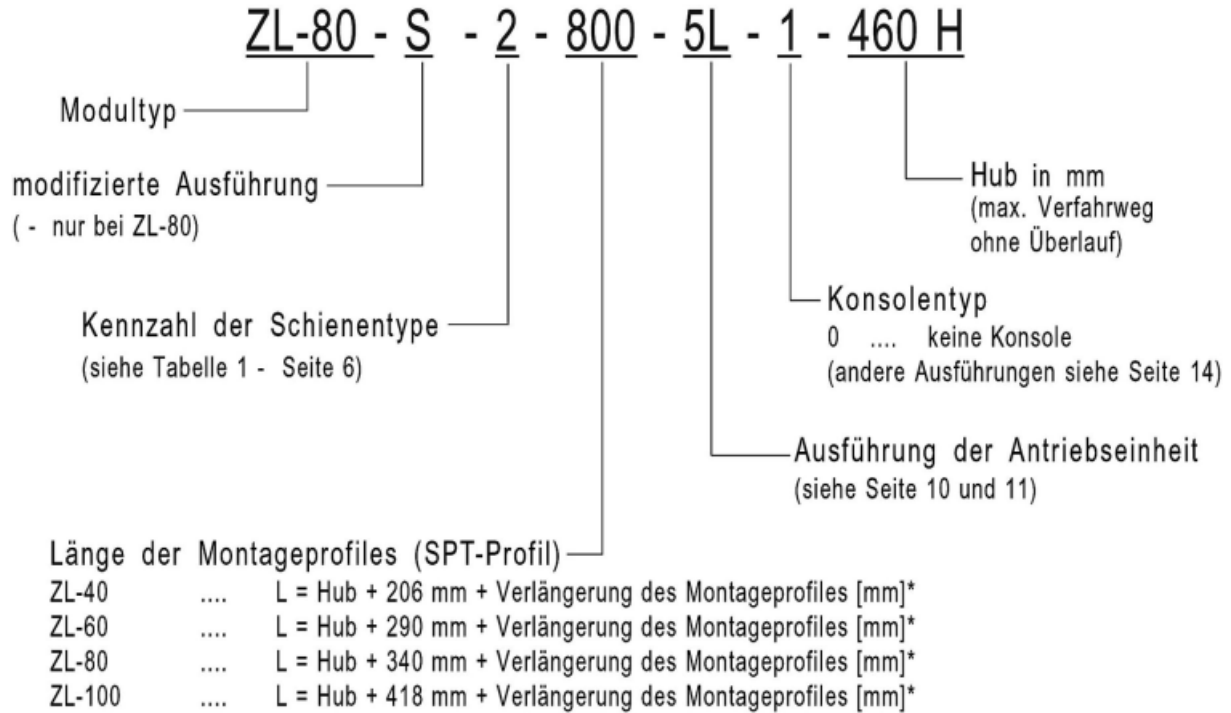 ZL-80 - S - 2 - 800 - 5L - 1 - 460 H
Modultyp
modifizierte Ausführung
( - nur bei ZL-80)
Hub in mm
(max. Verfahrweg
ohne Überlauf)
Kennzahl der Schienentype
(siehe Tabelle 1 - Seite 6)
Konsolentyp
0 .... keine Konsole
(andere Ausführungen siehe Seite 14)
Ausführung der Antriebseinheit
(siehe Seite 10 und 11)
Länge der Montageprofiles (SPT-Profil)
ZL-40 .... L = Hub + 206 mm + Verlängerung des Montageprofiles [mm]*
ZL-60 .... L = Hub + 290 mm + Verlängerung des Montageprofiles [mm]*
ZL-80 .... L = Hub + 340 mm + Verlängerung des Montageprofiles [mm]*
ZL-100 .... L = Hub + 418 mm + Verlängerung des Montageprofiles [mm]*